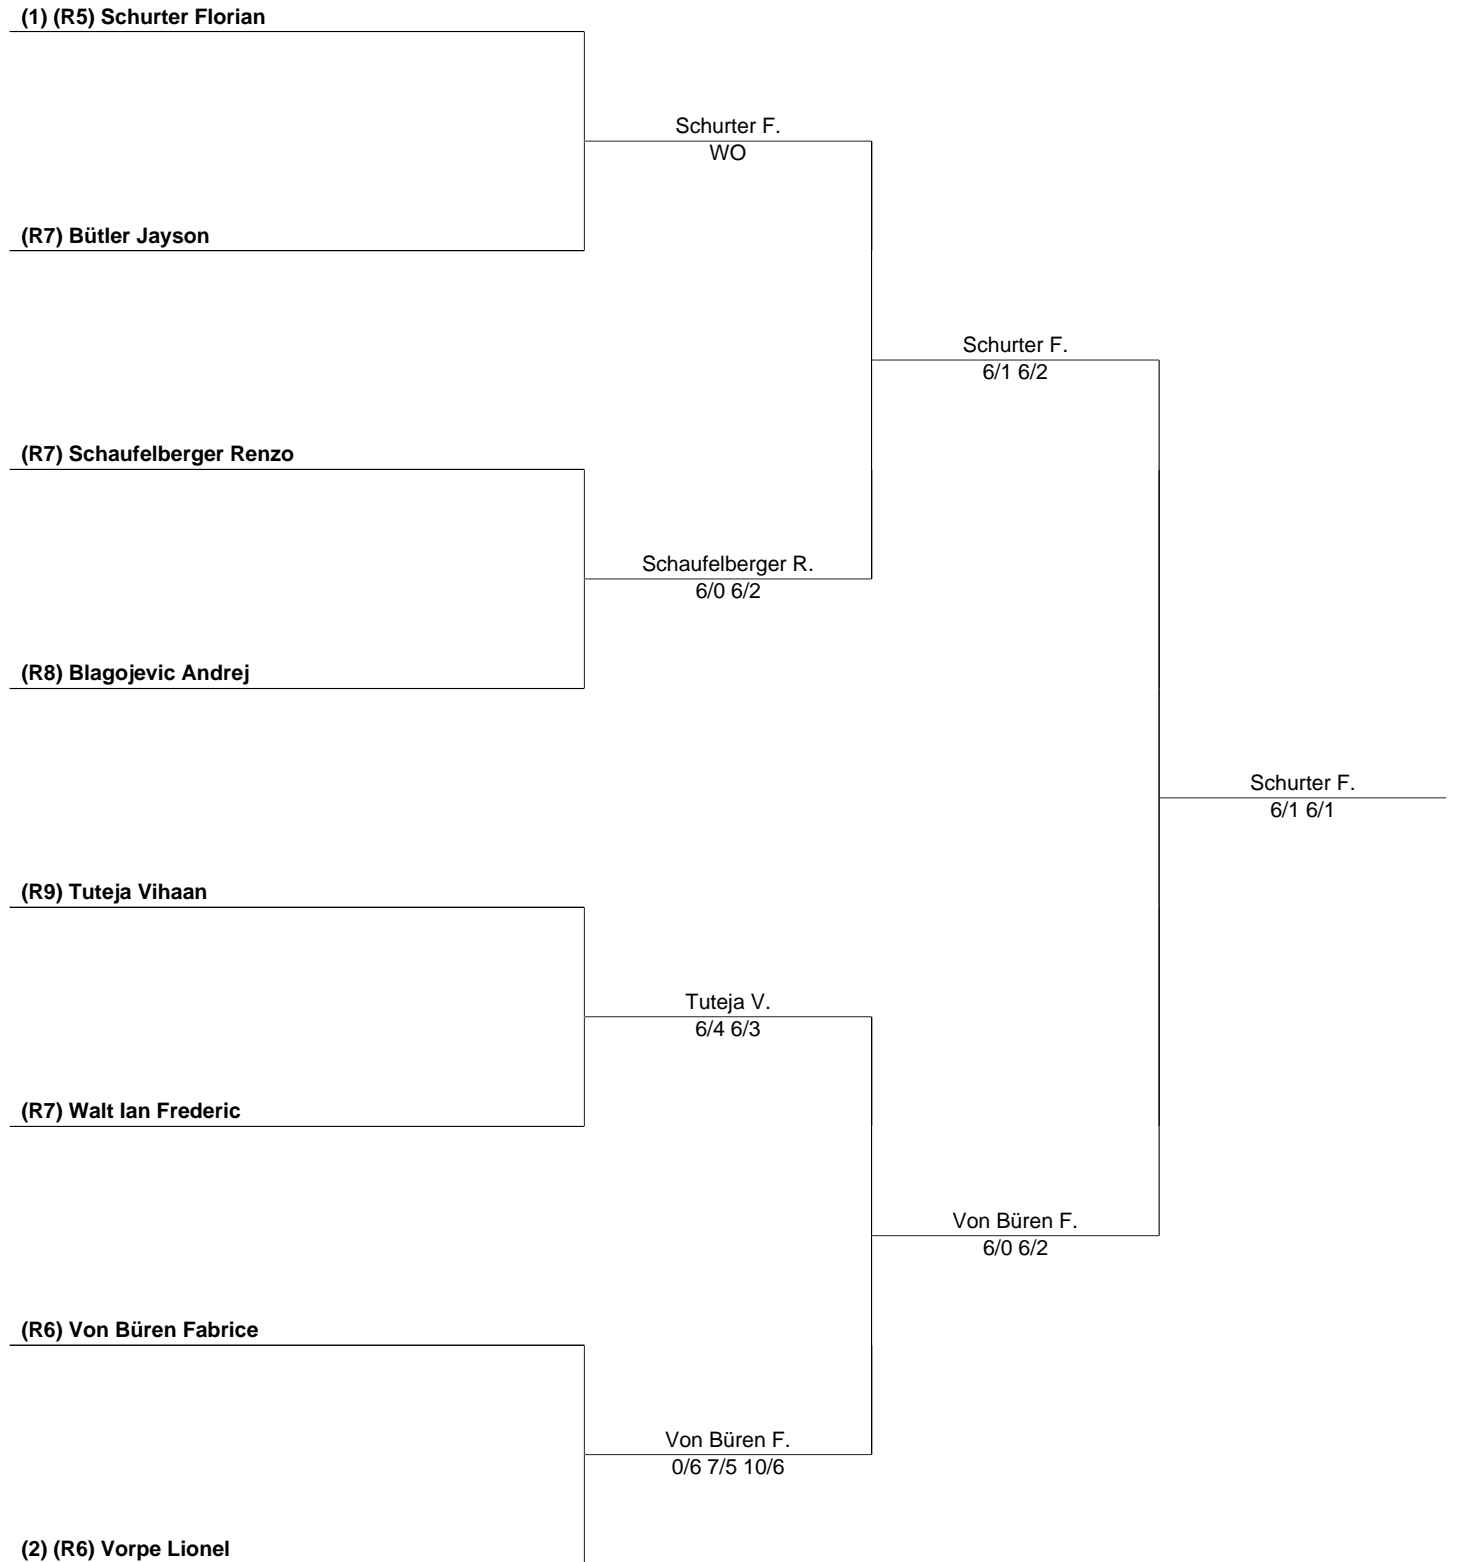 (1) (R5) Schurter Florian
Schurter F.
WO
(R7) Bütler Jayson
Schurter F.
6/1 6/2
(R7) Schaufelberger Renzo
Schaufelberger R.
6/0 6/2
(R8) Blagojevic Andrej
Schurter F.
6/1 6/1
(R9) Tuteja Vihaan
Tuteja V.
6/4 6/3
(R7) Walt Ian Frederic
Von Büren F.
6/0 6/2
(R6) Von Büren Fabrice
Von Büren F.
0/6 7/5 10/6
(2) (R6) Vorpe Lionel